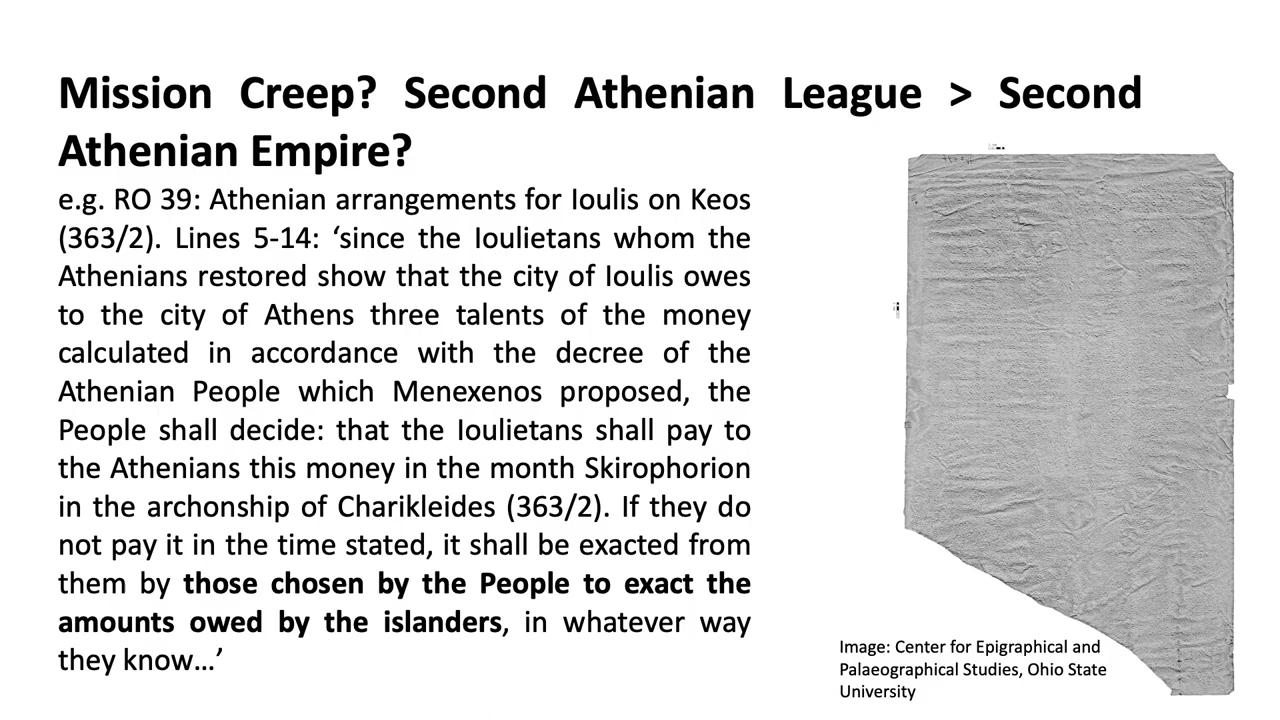 Mission Creep? Second Athenian League > Second
Athenian Empire?
e.g. RO 39: Athenian arrangements for Ioulis on Keos
(363/2). Lines 5-14: ‘since the Ioulietans whom the
Athenians restored show that the city of Ioulis owes
to the city of Athens three talents of the money
calculated in accordance with the decree of the
Athenian People which Menexenos proposed, the
People shall decide: that the Ioulietans shall pay to
the Athenians this money in the month Skirophorion
in the archonship of Charikleides (363/2). If they do
not pay it in the time stated, it shall be exacted from
them by those chosen by the People to exact the
amounts owed by the islanders, in whatever way
they know…’
Image: Center for Epigraphical and
Palaeographical Studies, Ohio State
University